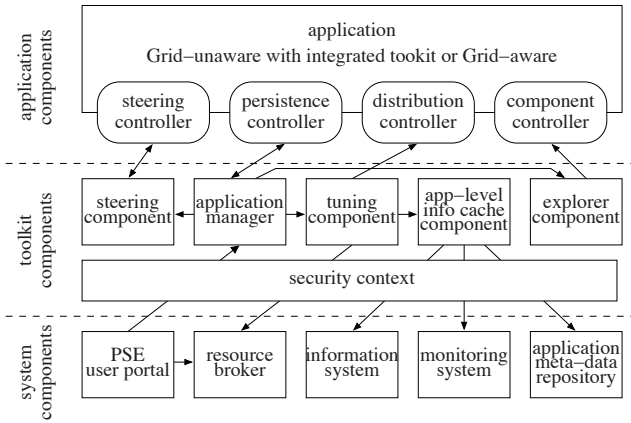 application
components
application
Grid−unaware with integrated tookit or Grid−aware
steering
controller
persistence
controller
distribution
controller
component
controller
toolkit
components
steering
component
application
manager
tuning
component
app−level
info cache
component
explorer
component
security context
system
components
PSE
user portal
resource
broker
information
system
monitoring
system
application
meta−data
repository